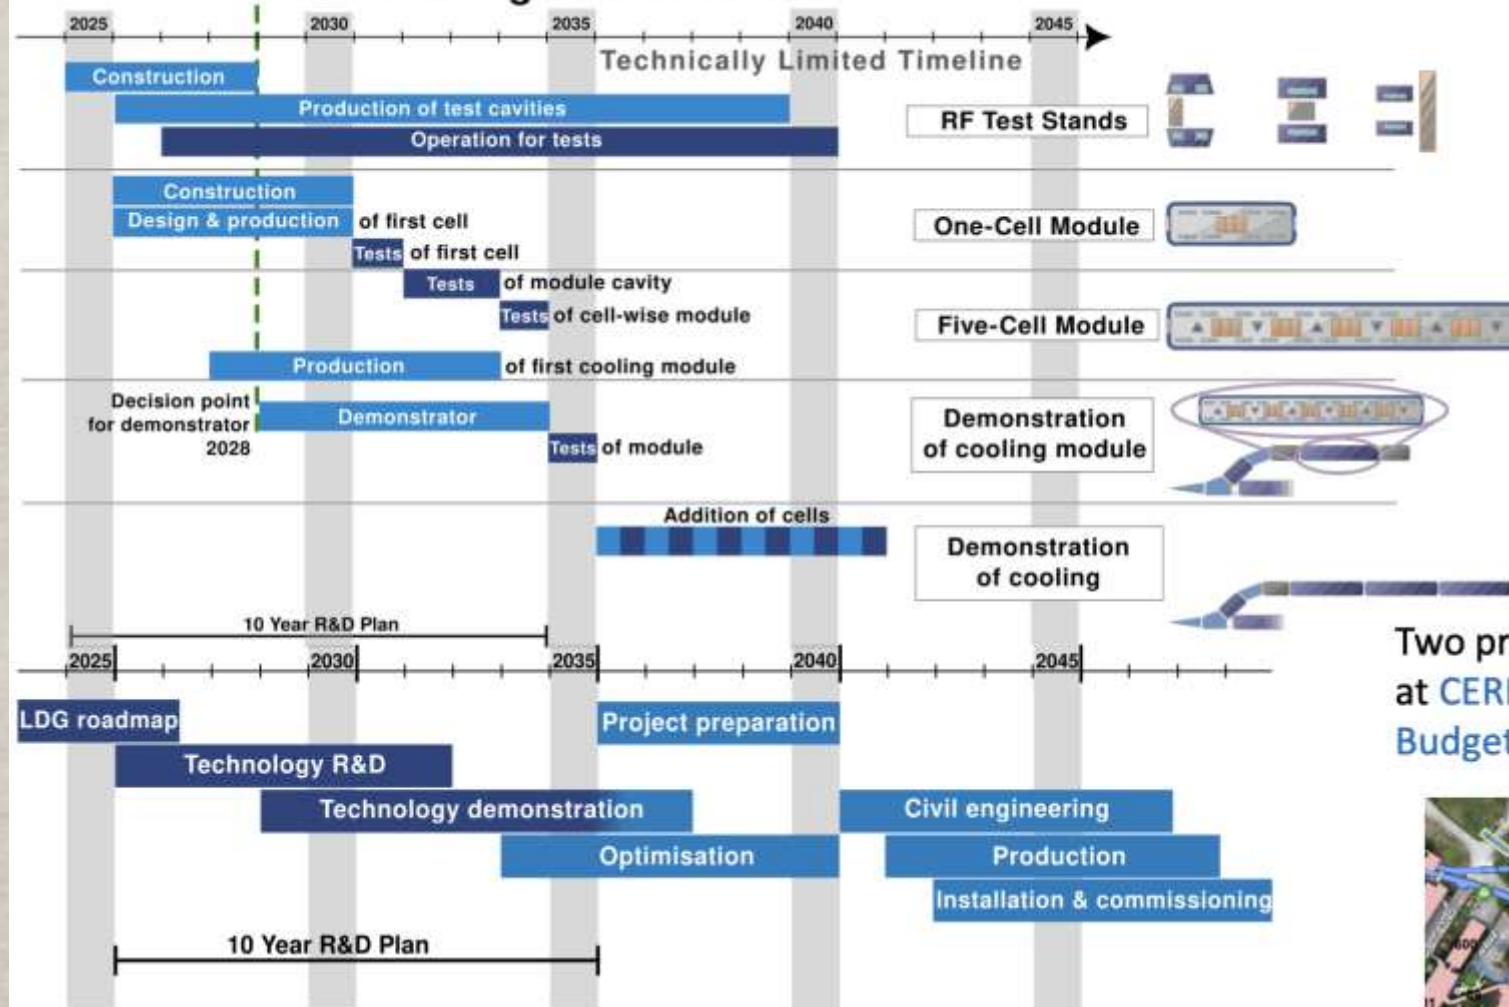 2025 2030 2035 2040 2045
Technically Limited Timeline
Construction
Production of test cavities
Operation for tests
RF Test Stands
Construction
Design & production of first cell
Tests of first cell
One-Cell Module
Tests of module cavity
Tests of cell-wise module
Production of first cooling module
Five-Cell Module
Decision point
for demonstrator
2028
Demonstrator
Tests of module
Demonstration
of cooling module
Addition of cells
Demonstration
of cooling
10 Year R&D Plan
2025 2030 2035 2040 2045
LDG roadmap
Project preparation
Technology R&D
Technology demonstration
Civil engineering
Optimisation
Production
Installation & commissioning
10 Year R&D Plan
Two
at
Budget